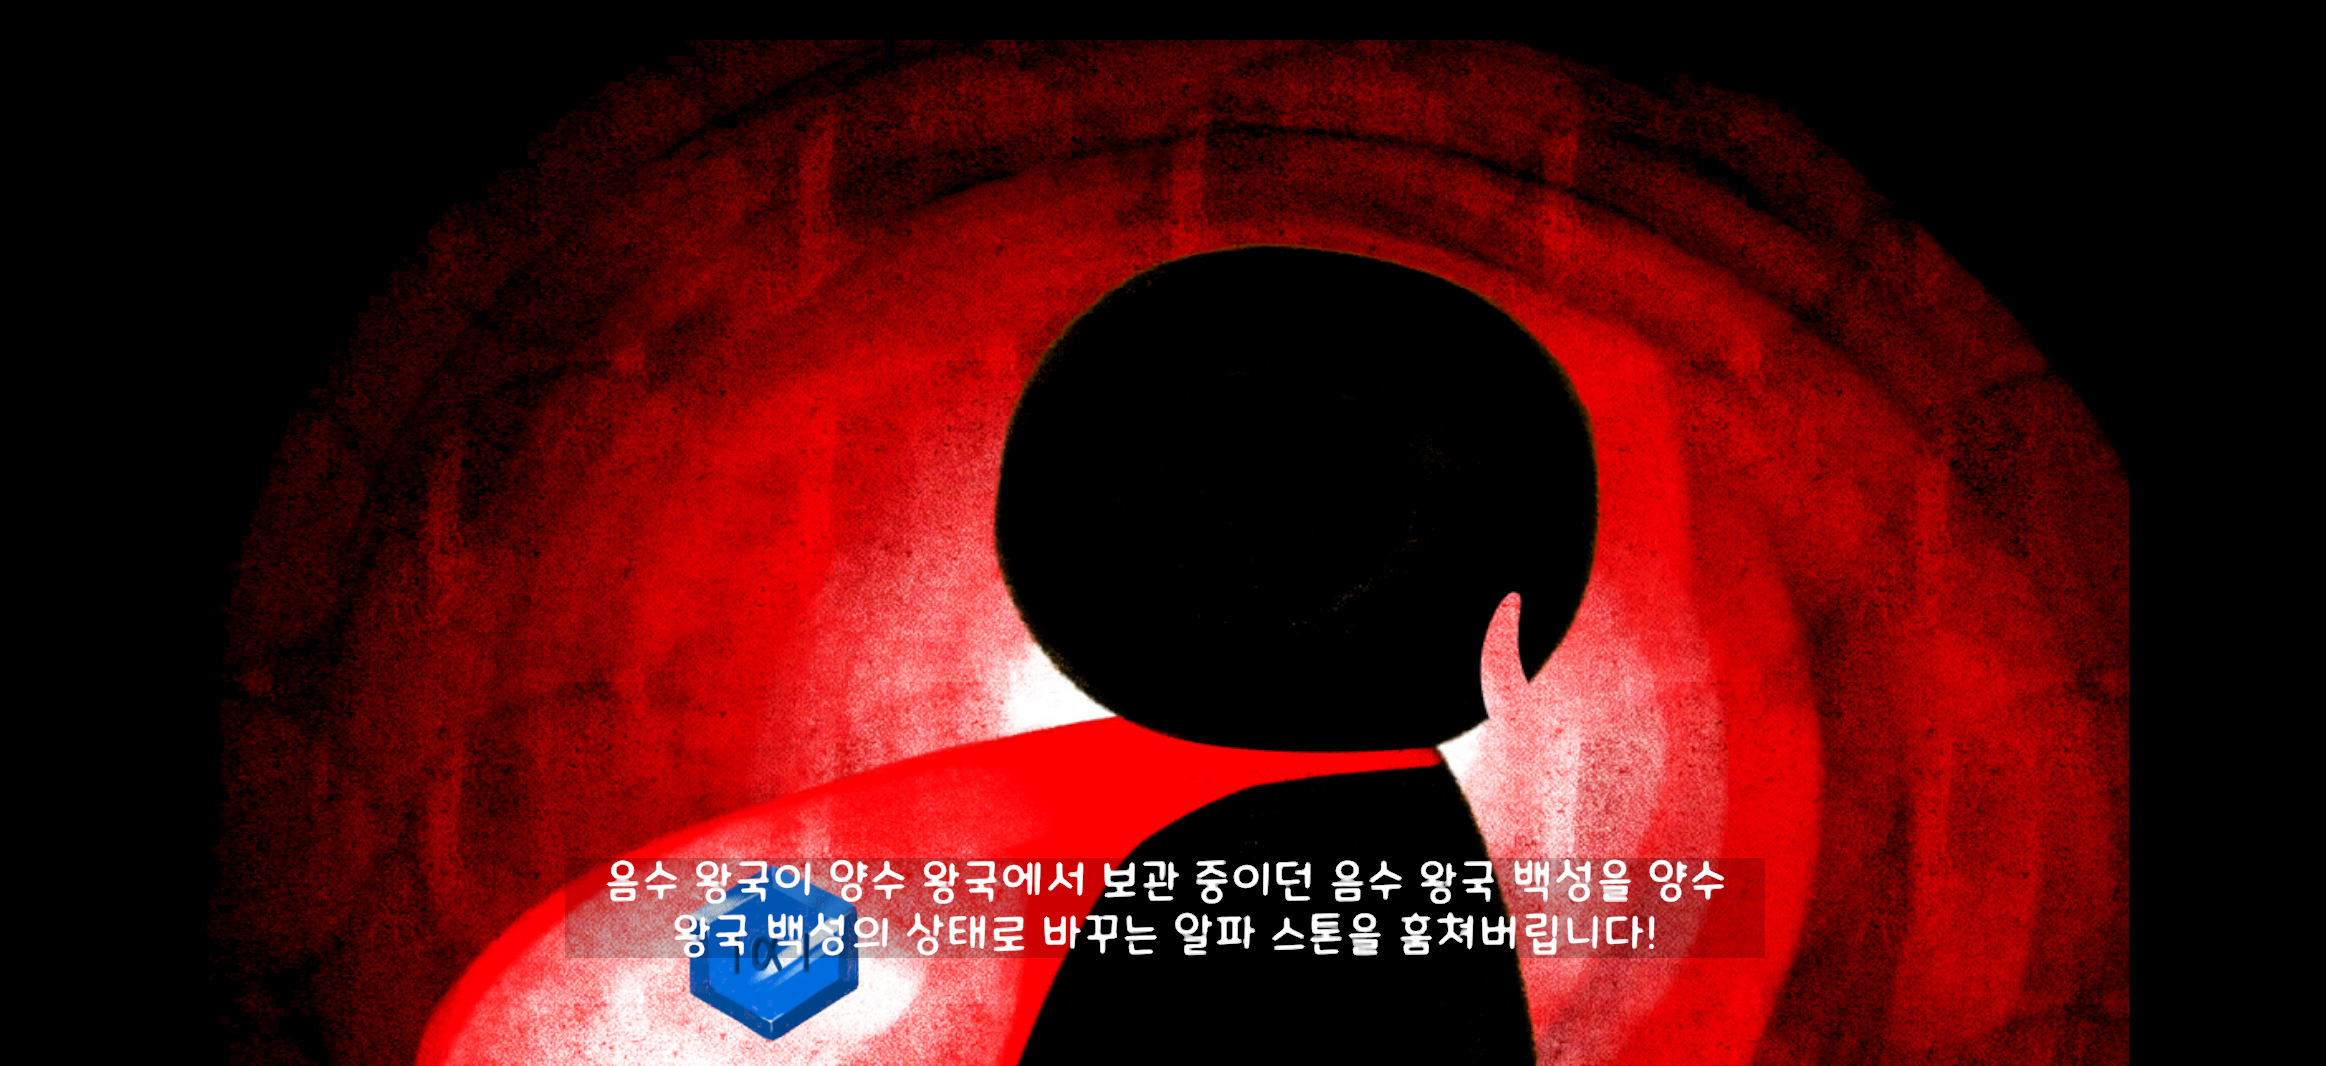 음수 왕국이 양수 왕국에서 보관 중이던 음수 왕국 백성을 양수
왕국 백성의 상태로 바꾸는 알파 스톤을 훔쳐버립니다!
|α|